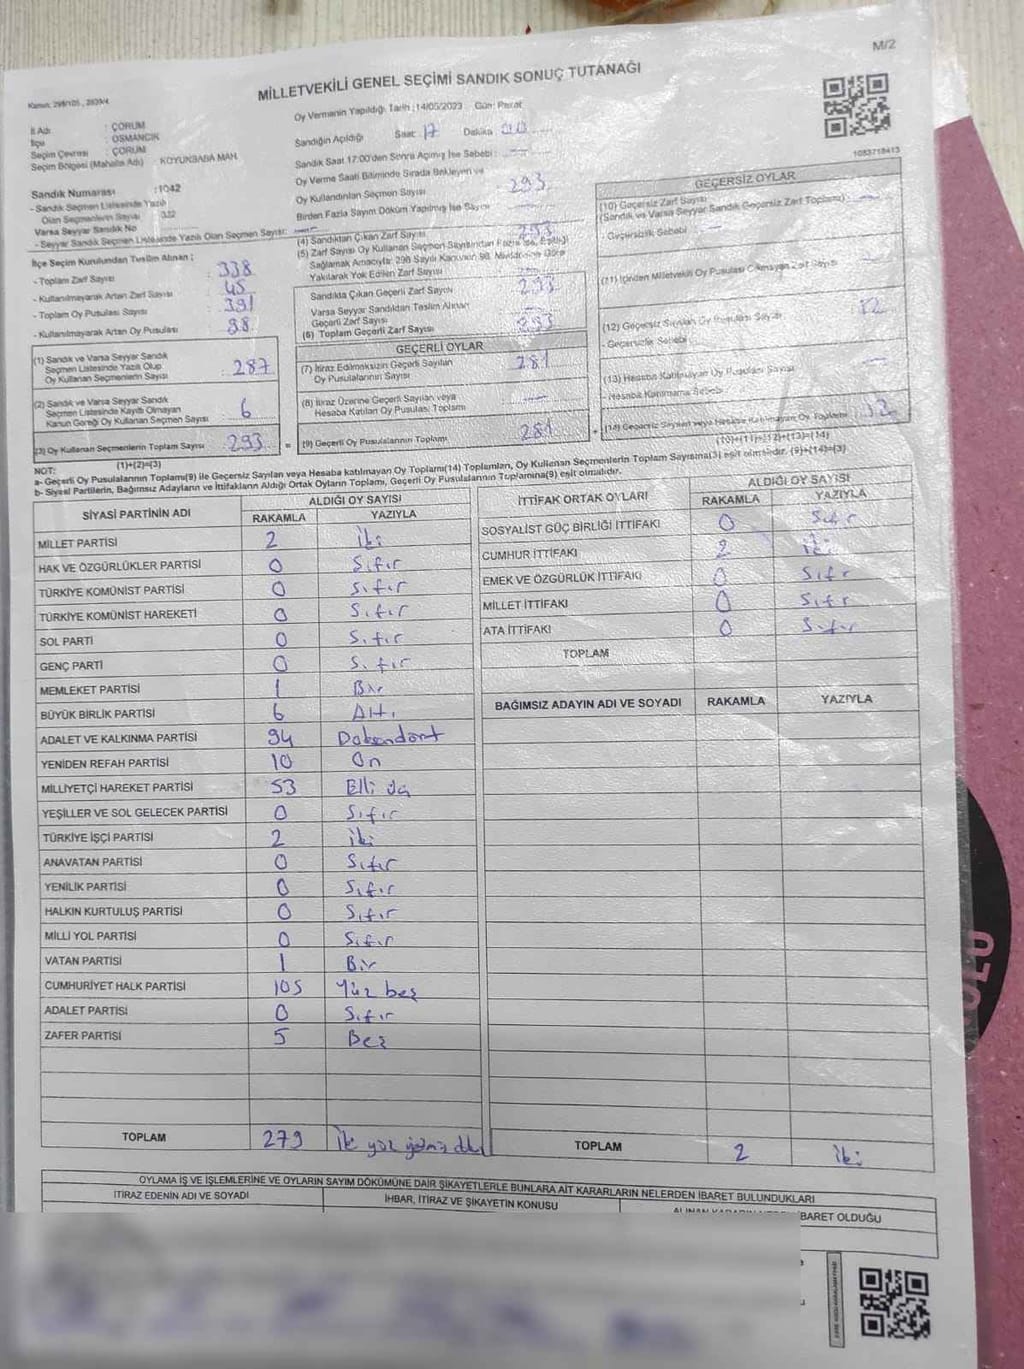 M/2
MİLLETVEKİLİ GENEL SEÇİMİ SANDIK SONUÇ TUTANAĞI
Kanun: 298/105 , 2839/4
İl Adı : ÇORUM
İlçe : OSMANCIK
Seçim Çevresi : ÇORUM
Seçim Bölgesi (Mahalle Adı) : KOYUNBABA MAH.
Sandık Numarası : 1042
- Sandık Seçmen Listesinde Yazılı
Olan Seçmenlerin Sayısı
Varsa Seyyar Sandık No
- Seyyar Sandık Seçmen Listesinde Yazılı Olan Seçmen Sayısı:
Oy Vermenin Yapıldığı Tarih :14/05/2023 Gün: Pazar
Sandığın Açıldığı Saat: 17 Dakika 00
Sandık Saat 17:00'den Sonra Açılmış İse Sebebi : —
Oy Verme Saati Bitiminde Sırada Bekleyen ve
Oy Kullandırılan Seçmen Sayısı 293
Birden Fazla Sayım Döküm Yapılmış İse Sayısı —
1083718413
İlçe Seçim Kurulundan Teslim Alınan ;
- Toplam Zarf Sayısı : 338
- Kullanılmayarak Artan Zarf Sayısı : 45
- Toplam Oy Pusulası Sayısı : 391
- Kullanılmayarak Artan Oy Pusulası : 98
(1) Sandık ve Varsa Seyyar Sandık
Seçmen Listesinde Yazılı Olup
Oy Kullanan Seçmenlerin Sayısı 287
(2) Sandık ve Varsa Seyyar Sandık
Seçmen Listesinde Kayıtlı Olmayan
Kanun Gereği Oy Kullanan Seçmen Sayısı 6
(3) Oy Kullanan Seçmenlerin Toplam Sayısı 293
(1)+(2)=(3)
(4) Sandıktan Çıkan Zarf Sayısı 293
(5) Zarf Sayısı Oy Kullanan Seçmen Sayısından Fazla İse, Eşitliği
Sağlamak Amacıyla; 298 Sayılı Kanunun 98. Maddesine Göre
Yakılarak Yok Edilen Zarf Sayısı
Sandıkta Çıkan Geçerli Zarf Sayısı 293
Varsa Seyyar Sandıktan Teslim Alınan
Geçerli Zarf Sayısı —
(6) Toplam Geçerli Zarf Sayısı 293
GEÇERLİ OYLAR
(7) İtiraz Edilmeksizin Geçerli Sayılan
Oy Pusulalarının Sayısı 281
(8) İtiraz Üzerine Geçerli Sayılan veya
Hesaba Katılan Oy Pusulası Toplamı —
= (9) Geçerli Oy Pusulalarının Toplamı 281
GEÇERSİZ OYLAR
(10) Geçersiz Zarf Sayısı
(Sandık ve Varsa Seyyar Sandık Geçersiz Zarf Toplamı) —
- Geçersizlik Sebebi : —
(11) İçinden Milletvekili Oy Pusulası Çıkmayan Zarf Sayısı
(12) Geçersiz Sayılan Oy Pusulası Sayısı : 12
- Geçersizlik Sebebi :
(13) Hesaba Katılmayan Oy Pusulası Sayısı —
- Hesaba Katılmama Sebebi
+ (14) Geçersiz Sayılan veya Hesaba Katılmayan Oy Toplamı 12
(10)+(11)+(12)+(13)=(14)
NOT:
a- Geçerli Oy Pusulaları Toplamı(9) ile Geçersiz Sayılan veya Hesaba katılmayan Oy Toplamı(14) Toplamları, Oy Kullanan Seçmenlerin Toplam Sayısına(3) eşit olmalıdır. (9)+(14)=(3)
b- Siyasi Partilerin, Bağımsız Adayların ve İttifakların Aldığı Ortak Oyların Toplamı, Geçerli Oy Pusulalarının Toplamına(9) eşit olmalıdır.
SİYASİ PARTİNİN ADI ALDIĞI OY SAYISI
RAKAMLA YAZIYLA
MİLLET PARTİSİ 2 iki
HAK VE ÖZGÜRLÜKLER PARTİSİ 0 Sıfır
TÜRKİYE KOMÜNİST PARTİSİ 0 Sıfır
TÜRKİYE KOMÜNİST HAREKETİ 0 Sıfır
SOL PARTİ 0 Sıfır
GENÇ PARTİ 0 Sıfır
MEMLEKET PARTİSİ 1 Bir
BÜYÜK BİRLİK PARTİSİ 6 Altı
ADALET VE KALKINMA PARTİSİ 94 Doksandört
YENİDEN REFAH PARTİSİ 10 On
MİLLİYETÇİ HAREKET PARTİSİ 53 Elli üç
YEŞİLLER VE SOL GELECEK PARTİSİ 0 Sıfır
TÜRKİYE İŞÇİ PARTİSİ 2 iki
ANAVATAN PARTİSİ 0 Sıfır
YENİLİK PARTİSİ 0 Sıfır
HALKIN KURTULUŞ PARTİSİ 0 Sıfır
MİLLİ YOL PARTİSİ 0 Sıfır
VATAN PARTİSİ 1 Bir
CUMHURİYET HALK PARTİSİ 105 Yüz beş
ADALET PARTİSİ 0 Sıfır
ZAFER PARTİSİ 5 Beş
TOPLAM 279
İTTİFAK ORTAK OYLARI ALDIĞI OY SAYISI
RAKAMLA YAZIYLA
SOSYALİST GÜÇ BİRLİĞİ İTTİFAKI 0 Sıfır
CUMHUR İTTİFAKI 2 iki
EMEK VE ÖZGÜRLÜK İTTİFAKI 0 Sıfır
MİLLET İTTİFAKI 0 Sıfır
ATA İTTİFAKI 0 Sıfır
TOPLAM
BAĞIMSIZ ADAYIN ADI VE SOYADI RAKAMLA YAZIYLA
TOPLAM 2 iki
OYLAMA İŞ VE İŞLEMLERİNE VE OYLARIN SAYIM DÖKÜMÜNE DAİR ŞİKAYETLERLE BUNLARA AİT KARARLARIN NELERDEN İBARET BULUNDUKLARI
İTİRAZ EDENİN ADI VE SOYADI İHBAR, İTİRAZ VE ŞİKAYETİN KONUSU İBARET OLDUĞU